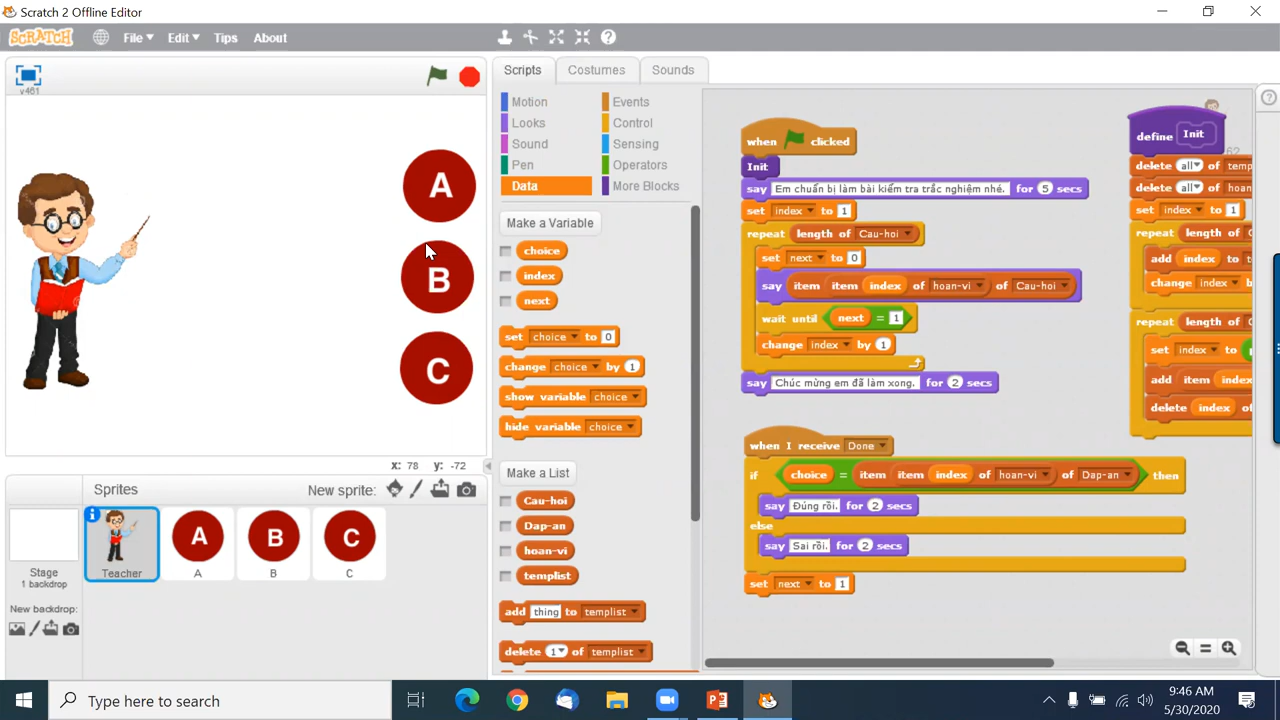 Scratch 2 Offline Editor
SCRATCH File Edit Tips About
v461
A
B
C
x: 78 y: -72
Sprites New sprite:
Stage
1 backdrop
New backdrop:
Teacher
A
A
B
B
C
C
Scripts Costumes Sounds
Motion Events
Looks Control
Sound Sensing
Pen Operators
Data More Blocks
Make a Variable
choice
index
next
set choice to 0
change choice by 1
show variable choice
hide variable choice
Make a List
Cau-hoi
Dap-an
hoan-vi
templist
add thing to templist
delete 1 of templist
when clicked
Init
say Em chuẩn bị làm bài kiểm tra trắc nghiệm nhé. for 5 secs
set index to 1
repeat length of Cau-hoi
set next to 0
say item item index of hoan-vi of Cau-hoi
wait until next = 1
change index by 1
say Chúc mừng em đã làm xong. for 2 secs
when I receive Done
if choice = item item index of hoan-vi of Dap-an then
say Đúng rồi. for 2 secs
else
say Sai rồi. for 2 secs
set next to 1
define Init
delete all of temp
delete all of hoan
set index to 1
repeat length of
add index to t
change index b
repeat length of
set index to
add item index
delete index of
Type here to search
9:46 AM
5/30/2020